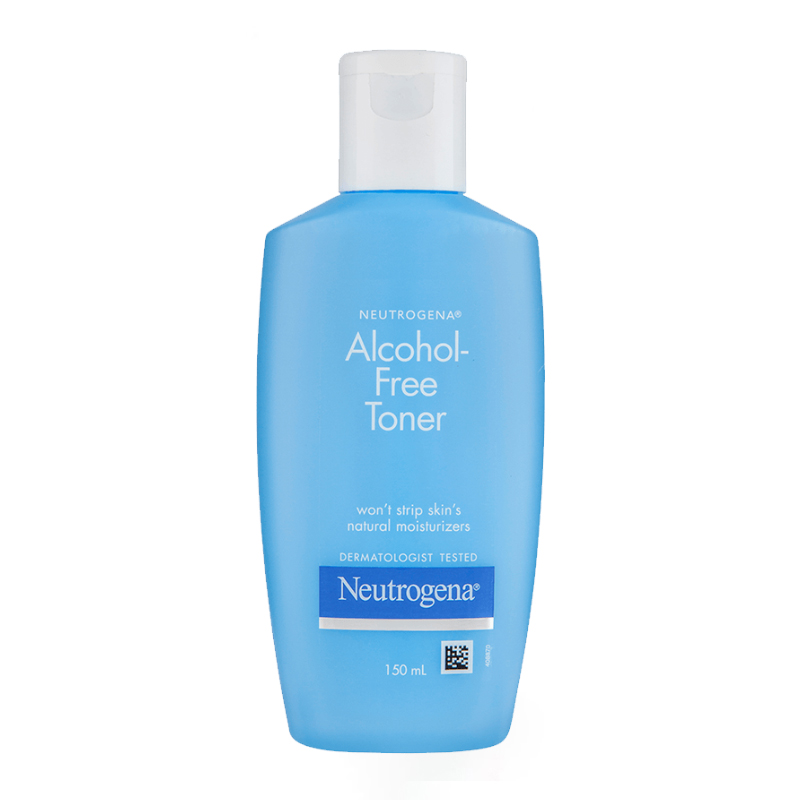 NEUTROGENA®
Alcohol-
Free
Toner
won't strip skin's
natural moisturizers
DERMATOLOGIST TESTED
Neutrogena®
150 mL